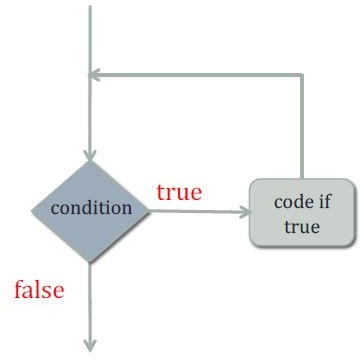 true
condition
code if
true
false